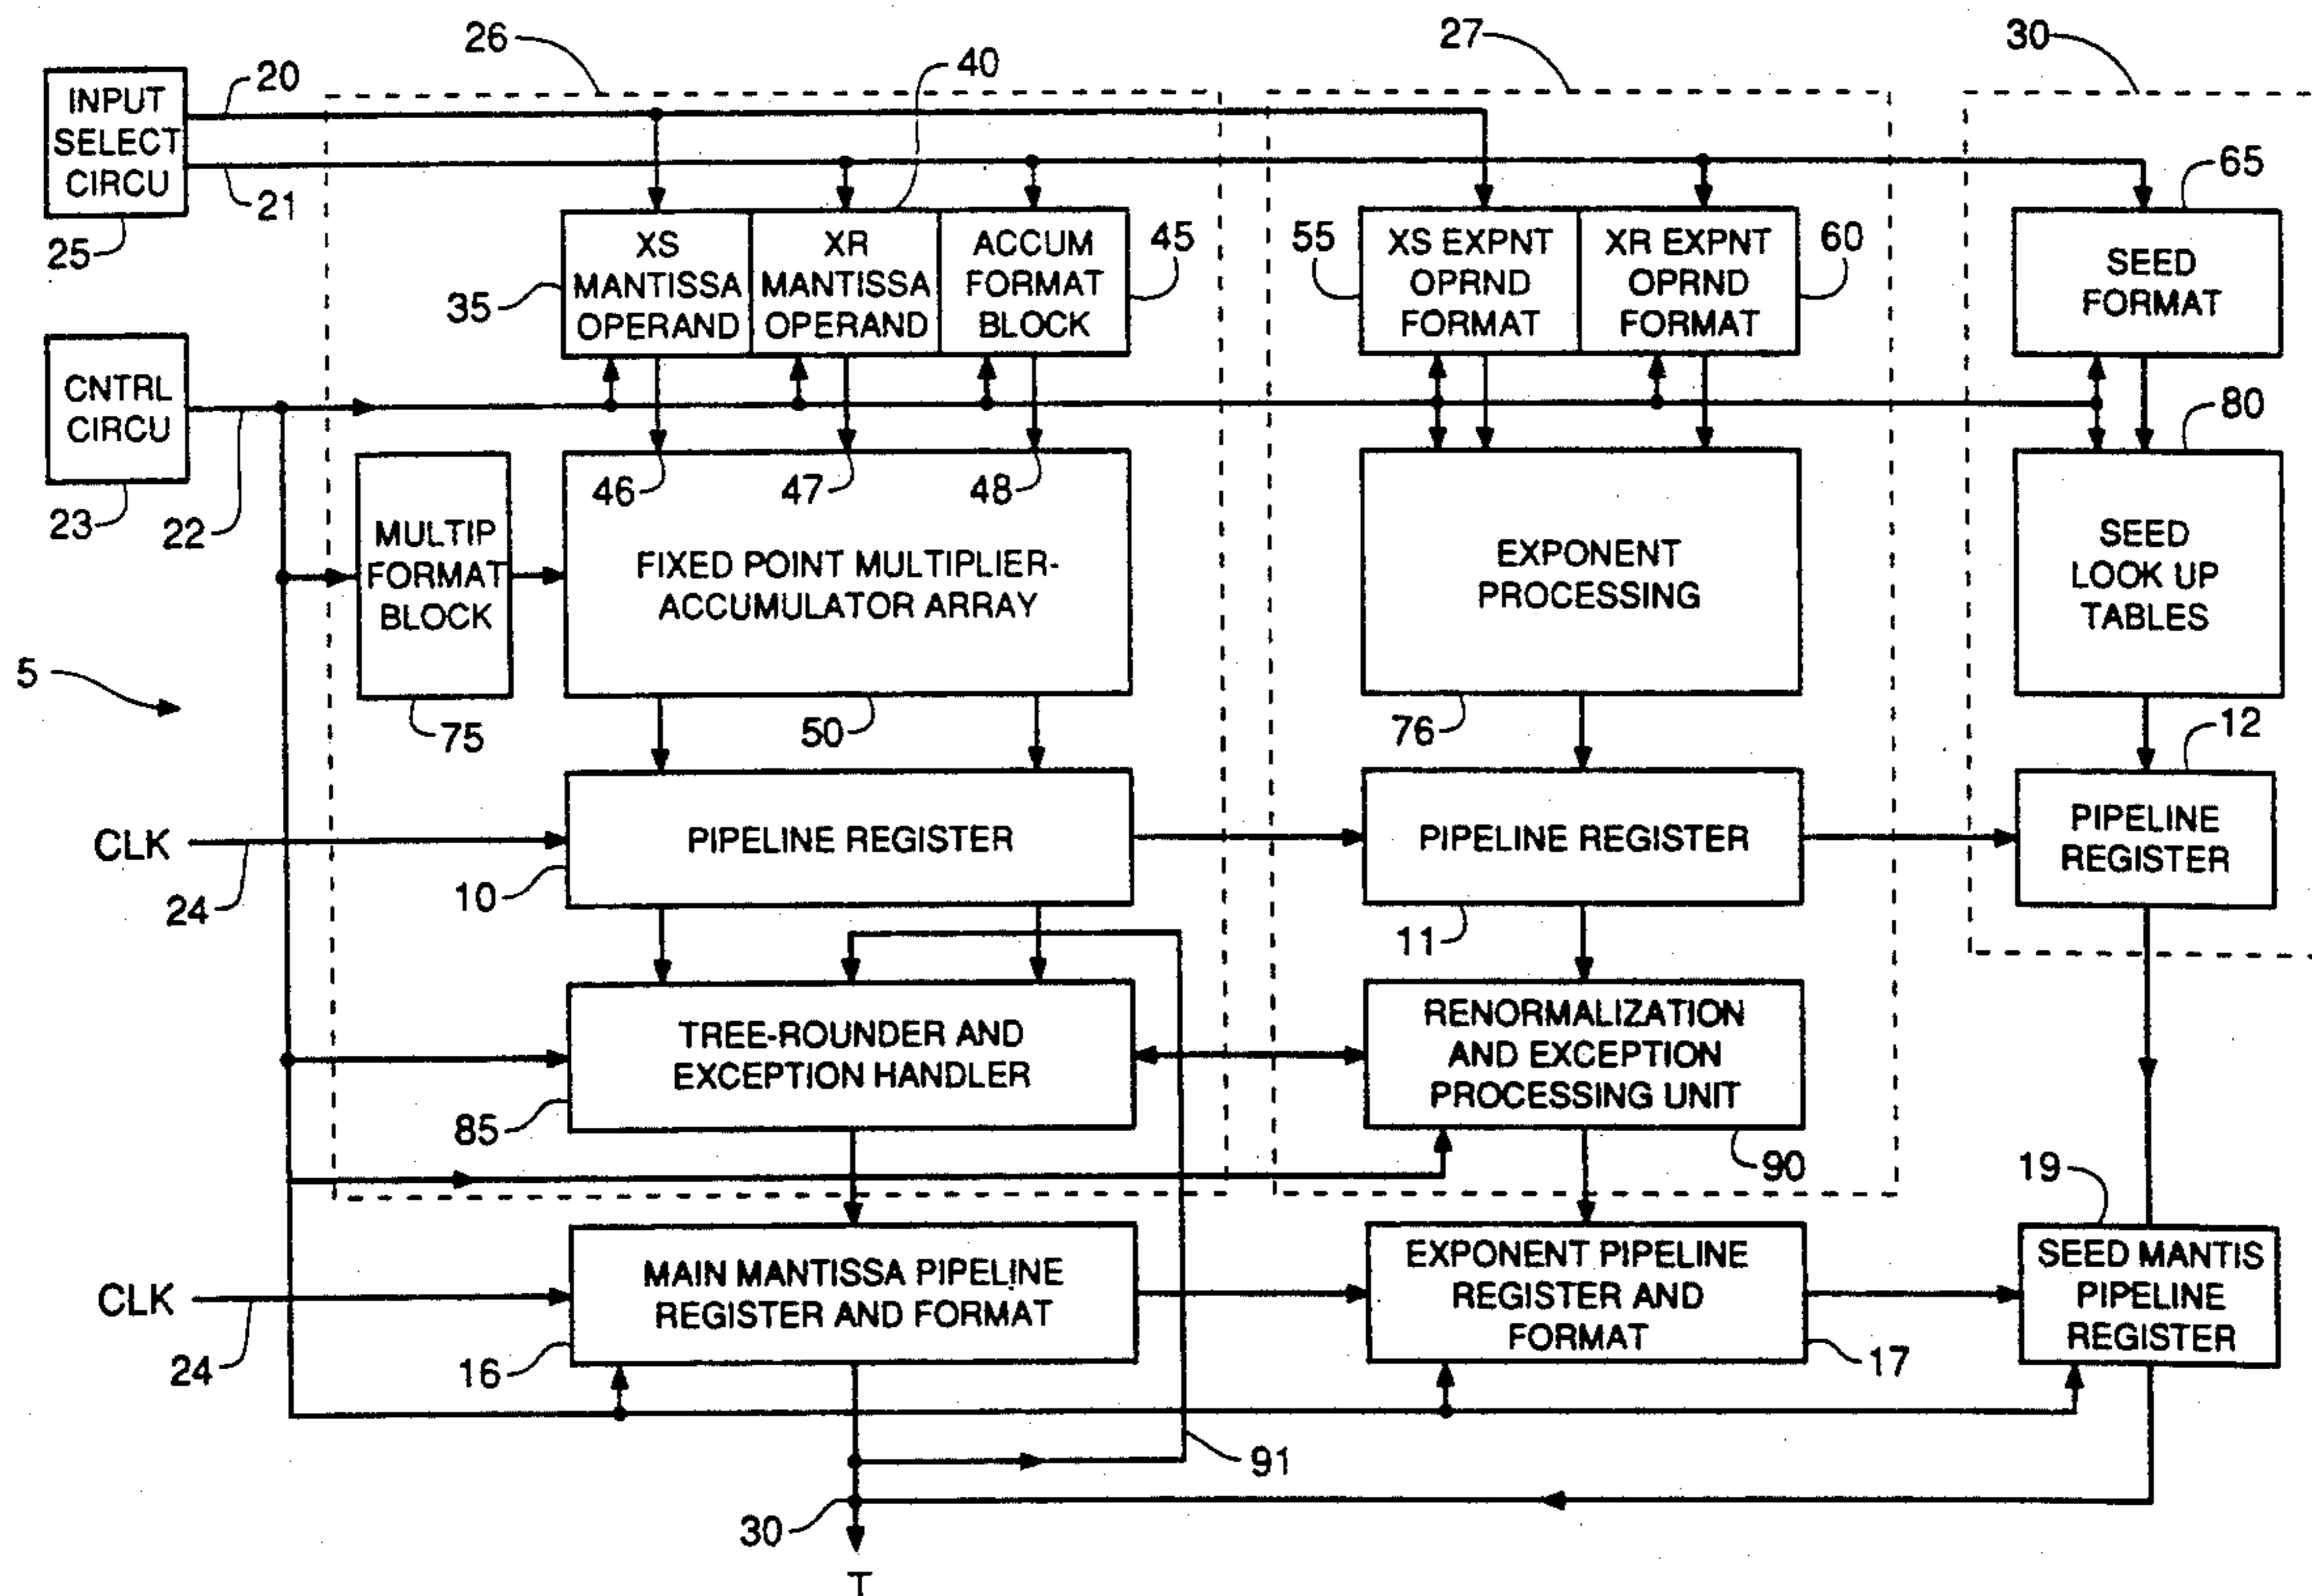 26
27
30
INPUT
SELECT
CIRCU
20
21
25
40
XS
MANTISSA
OPERAND
35
XR
MANTISSA
OPERAND
ACCUM
FORMAT
BLOCK
45
55
XS EXPNT
OPRND
FORMAT
XR EXPNT
OPRND
FORMAT
60
65
SEED
FORMAT
CNTRL
CIRCU
23
22
46
47
48
80
MULTIP
FORMAT
BLOCK
75
FIXED POINT MULTIPLIER-
ACCUMULATOR ARRAY
50
EXPONENT
PROCESSING
76
SEED
LOOK UP
TABLES
5
12
CLK
24
PIPELINE REGISTER
10
PIPELINE REGISTER
11
PIPELINE
REGISTER
TREE-ROUNDER AND
EXCEPTION HANDLER
85
RENORMALIZATION
AND EXCEPTION
PROCESSING UNIT
90
19
CLK
24
MAIN MANTISSA PIPELINE
REGISTER AND FORMAT
16
EXPONENT PIPELINE
REGISTER AND
FORMAT
17
SEED MANTIS
PIPELINE
REGISTER
91
30
T